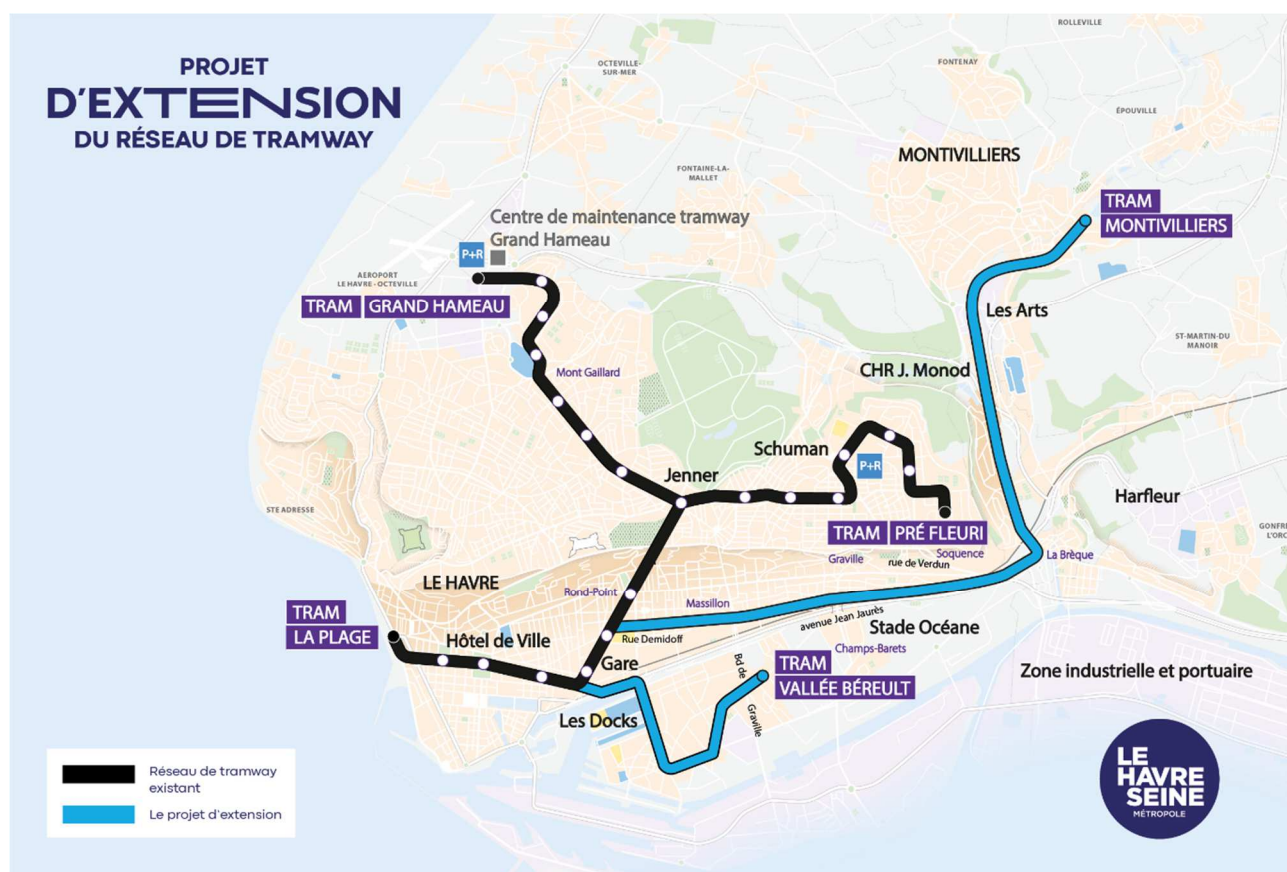 PROJET
D'EXTENSION
DU RÉSEAU DE TRAMWAY
ROLLEVILLE
OCTEVILLE-
SUR-MER
FONTENAY
ÉPOUVILLE
MONTIVILLIERS
FONTAINE-LA-
MALLET
TRAM
MONTIVILLIERS
Centre de maintenance tramway
Grand Hameau
P+R
AEROPORT
LE HAVRE - OCTEVILLE
TRAM GRAND HAMEAU
Les Arts
ST-MARTIN-DU
MANOIR
Mont Gaillard
CHR J. Monod
Schuman
P+R
Jenner
Harfleur
STE ADRESSE
TRAM PRÉ FLEURI
GONFRE
L'ORC
Graville
Soquence
rue de Verdun
La Brèque
LE HAVRE
Rond-Point
Massillon
TRAM
LA PLAGE
Hôtel de Ville
Rue Demidoff
avenue Jean Jaurès
Stade Océane
Champs-Barets
Gare
Bd de
Graville
TRAM
VALLÉE BÉREULT
Zone industrielle et portuaire
Les Docks
Réseau de tramway
existant
Le projet d'extension
LE
HAVRE
SEINE
MÉTROPOLE